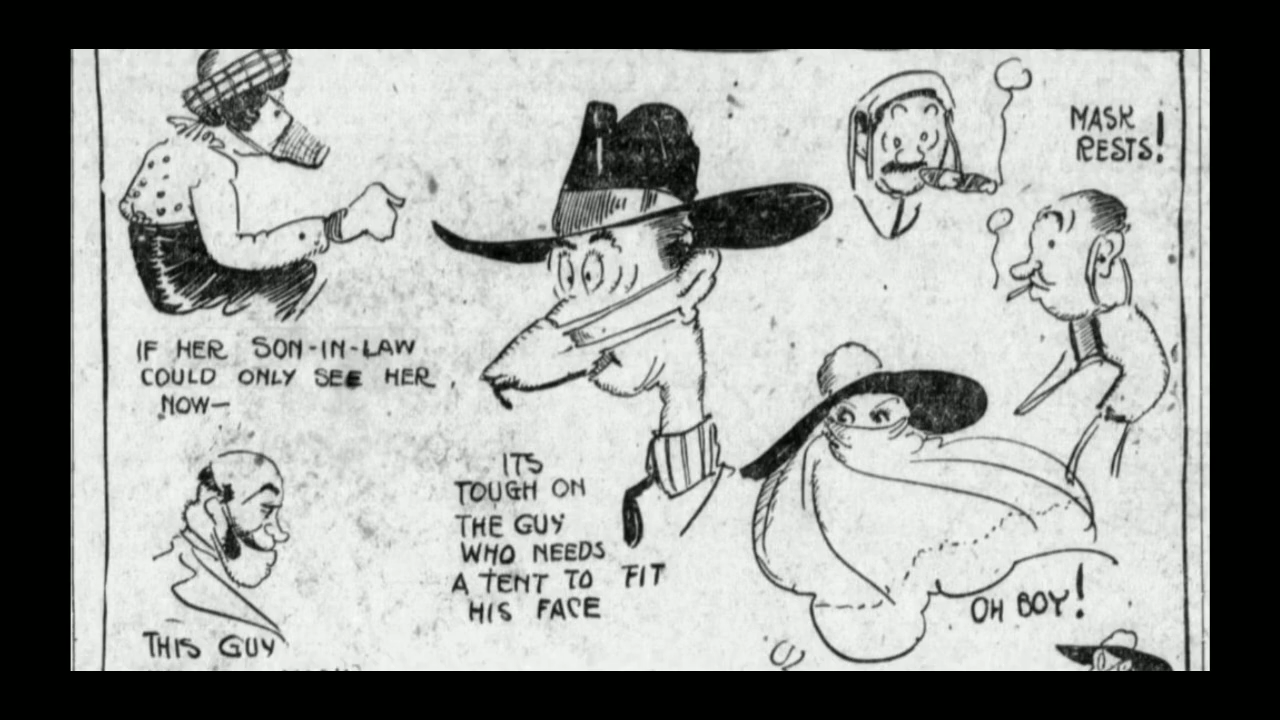 MASK
RESTS!
IF HER SON-IN-LAW
COULD ONLY SEE HER
NOW—
ITS
TOUGH ON
THE GUY
WHO NEEDS
A TENT TO FIT
HIS FACE
OH BOY!
THIS GUY